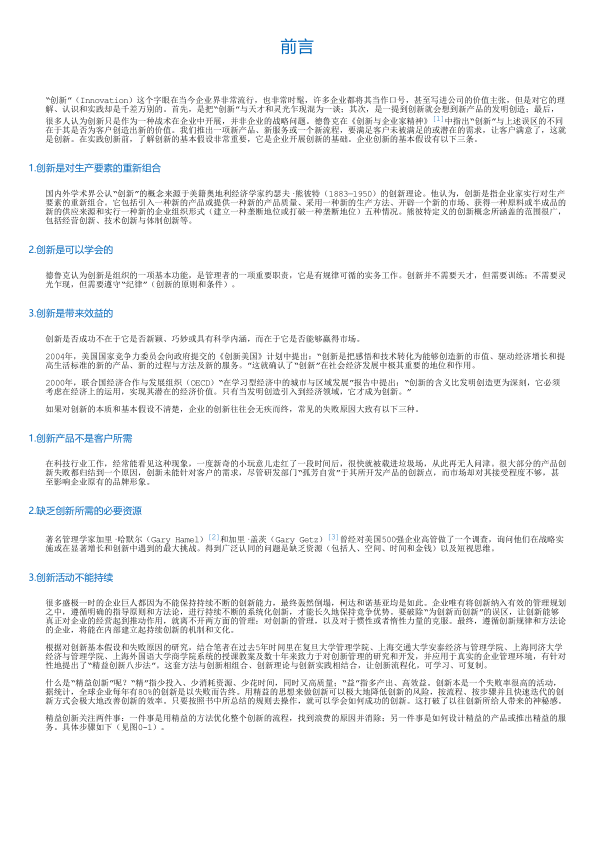 前言
“创新”（Innovation）这个字眼在当今企业界非常流行，也非常时髦，许多企业都将其当作口号，甚至写进公司的价值主张，但是对它的理
解、认识和实践却是千差万别的。首先，是把“创新”与天才和灵光乍现混为一谈；其次，是一提到创新就会想到新产品的发明创造；最后，
很多人认为创新只是作为一种战术在企业中开展，并非企业的战略问题。德鲁克在《创新与企业家精神》[1]中指出“创新”与上述误区的不同
在于其是否为客户创造出新的价值。我们推出一项新产品、新服务或一个新流程，要满足客户未被满足的或潜在的需求，让客户满意了，这就
是创新。在实践创新前，了解创新的基本假设非常重要，它是企业开展创新的基础。企业创新的基本假设有以下三条。
1.创新是对生产要素的重新组合
国内外学术界公认“创新”的概念来源于美籍奥地利经济学家约瑟夫·熊彼特（1883—1950）的创新理论。他认为，创新是指企业家实行对生产
要素的重新组合。它包括引入一种新的产品或提供一种新的产品质量、采用一种新的生产方法、开辟一个新的市场、获得一种原料或半成品的
新的供应来源和实行一种新的企业组织形式（建立一种垄断地位或打破一种垄断地位）五种情况。熊彼特定义的创新概念所涵盖的范围很广，
包括经营创新、技术创新与体制创新等。
2.创新是可以学会的
德鲁克认为创新是组织的一项基本功能，是管理者的一项重要职责，它是有规律可循的实务工作。创新并不需要天才，但需要训练；不需要灵
光乍现，但需要遵守“纪律”（创新的原则和条件）。
3.创新是带来效益的
创新是否成功不在于它是否新颖、巧妙或具有科学内涵，而在于它是否能够赢得市场。
2004年，美国国家竞争力委员会向政府提交的《创新美国》计划中提出：“创新是把感悟和技术转化为能够创造新的市值、驱动经济增长和提
高生活标准的新的产品、新的过程与方法及新的服务。”这就确认了“创新”在社会经济发展中极其重要的地位和作用。
2000年，联合国经济合作与发展组织（OECD）“在学习型经济中的城市与区域发展”报告中提出：“创新的含义比发明创造更为深刻，它必须
考虑在经济上的运用，实现其潜在的经济价值。只有当发明创造引入到经济领域，它才成为创新。”
如果对创新的本质和基本假设不清楚，企业的创新往往会无疾而终，常见的失败原因大致有以下三种。
1.创新产品不是客户所需
在科技行业工作，经常能看见这种现象，一度新奇的小玩意儿走红了一段时间后，很快就被载进垃圾场，从此再无人问津。很大部分的产品创
新失败都归结到一个原因，创新未能针对客户的需求，尽管研发部门“孤芳自赏”于其所开发产品的创新点，而市场却对其接受程度不够，甚
至影响企业原有的品牌形象。
2.缺乏创新所需的必要资源
著名管理学家加里·哈默尔（Gary Hamel）[2]和加里·盖茨（Gary Getz）[3]曾经对美国500强企业高管做了一个调查，询问他们在战略实
施或在显著增长和创新中遇到的最大挑战。得到广泛认同的问题是缺乏资源（包括人、空间、时间和金钱）以及短视思维。
3.创新活动不能持续
很多盛极一时的企业巨人都因为不能保持持续不断的创新能力，最终轰然倒塌，柯达和诺基亚均是如此。企业唯有将创新纳入有效的管理规划
之中，遵循明确的指导原则和方法论，进行持续不断的系统化创新，才能长久地保持竞争优势。要破除“为创新而创新”的误区，让创新能够
真正对企业的经营起到推动作用，就离不开两方面的管理：对创新的管理，以及对于惯性或者惰性力量的克服。最终，遵循创新规律和方法论
的企业，将能在内部建立起持续创新的机制和文化。
根据对创新基本假设和失败原因的研究，结合笔者在过去5年时间里在复旦大学管理学院、上海交通大学安泰经济与管理学院、上海同济大学
经济与管理学院、上海外国语大学商学院系统的授课教案及数十年来致力于对创新管理的研究和开发，并应用于真实的企业管理环境，有针对
性地提出了“精益创新八步法”。这套方法与创新相组合、创新理论与创新实践相结合，让创新流程化、可学习、可复制。
什么是“精益创新”呢？“精”指少投入、少消耗资源、少花时间，同时又高质量；“益”指多产出、高效益。创新本是一个失败率很高的活动，
据统计，全球企业每年有80%的创新是以失败而告终。用精益的思想来做创新可以极大地降低创新的风险，按流程、按步骤并且快速迭代的创
新方式会极大地改善创新的效率。只要按照书中所总结的规则去操作，就可以学会如何成功的创新。这打破了以往创新所给人带来的神秘感。
精益创新关注两件事：一件事是用精益的方法优化整个创新的流程，找到浪费的原因并消除；另一件事是如何设计精益的产品或推出精益的服
务。具体步骤如下（见图0-1）。